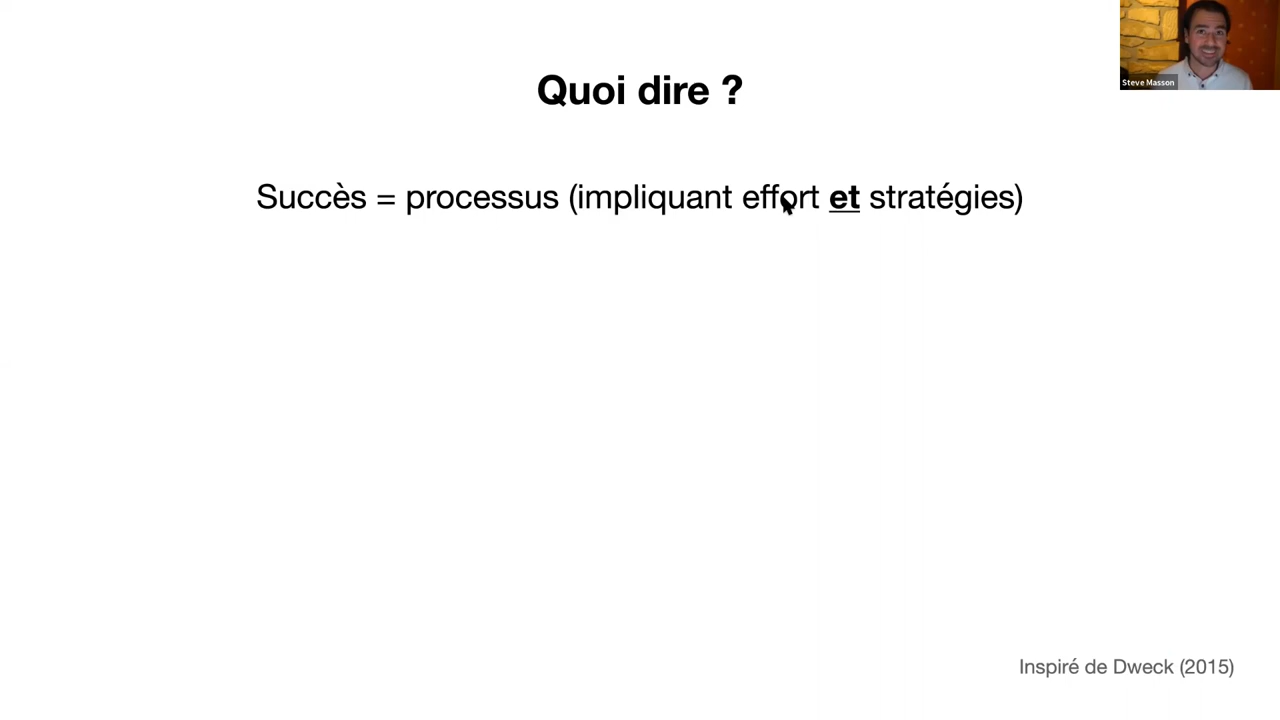 Steve Masson
Quoi dire ?
Succès = processus (impliquant effort et stratégies)
Inspiré de Dweck (2015)